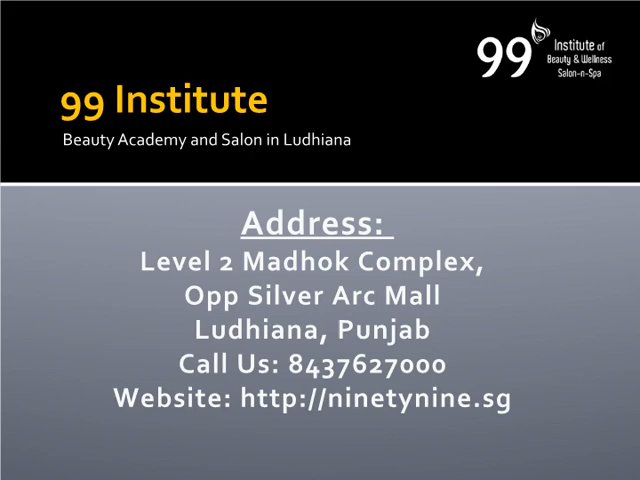 99
Institute of
Beauty & Wellness
Salon-n-Spa
99 Institute
Beauty Academy and Salon in Ludhiana
Address:
Level 2 Madhok Complex,
Opp Silver Arc Mall
Ludhiana, Punjab
Call Us: 8437627000
Website: http://ninetynine.sg